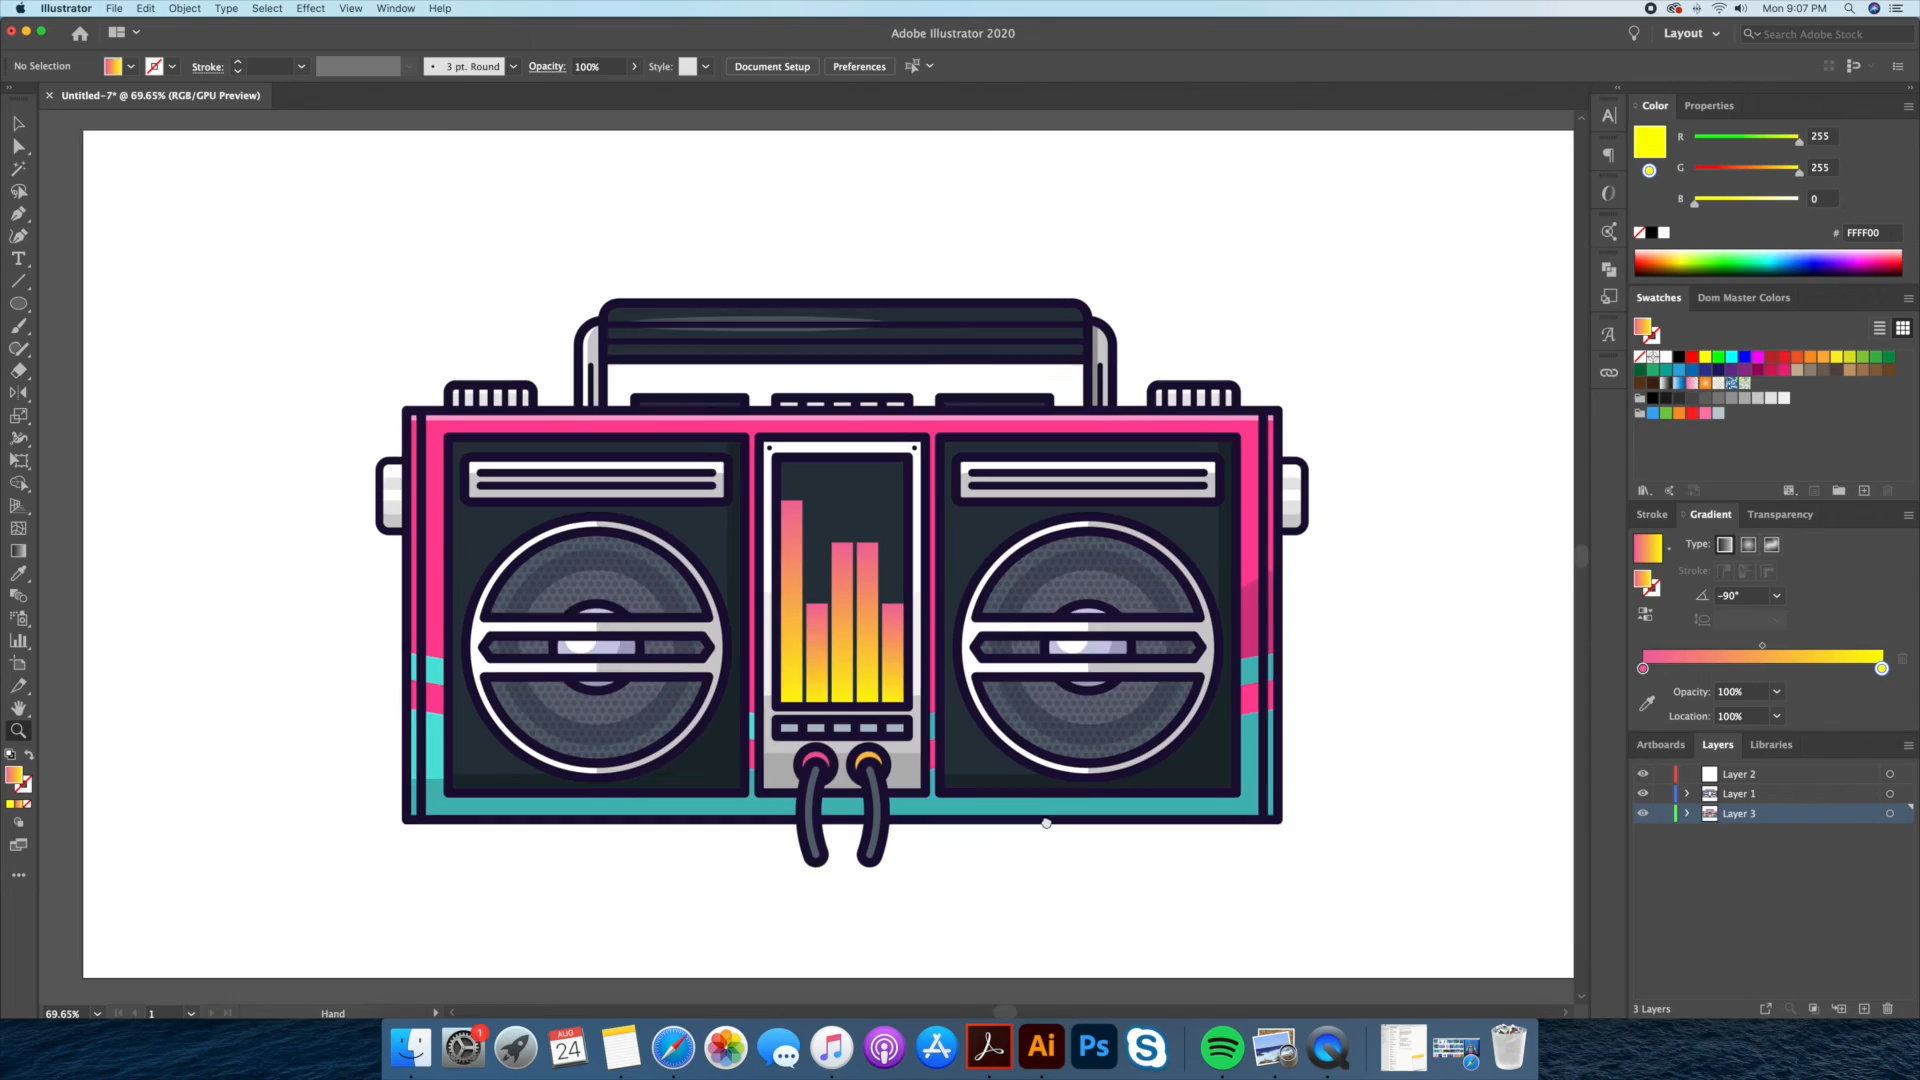 Illustrator File Edit Object Type Select Effect View Window Help
Mon 9:07 PM
Adobe Illustrator 2020
Layout
Search Adobe Stock
No Selection
Stroke:
3 pt. Round
Opacity: 100%
Style:
Document Setup
Preferences
× Untitled-7* @ 69.65% (RGB/GPU Preview)
Color Properties
R 255
G 255
B 0
# FFFF00
Swatches Dom Master Colors
Stroke Gradient Transparency
Type:
Stroke:
-90°
Opacity: 100%
Location: 100%
Artboards Layers Libraries
Layer 2
Layer 1
Layer 3
3 Layers
69.65% 1 Hand
1
AUG
24
Ai
Ps